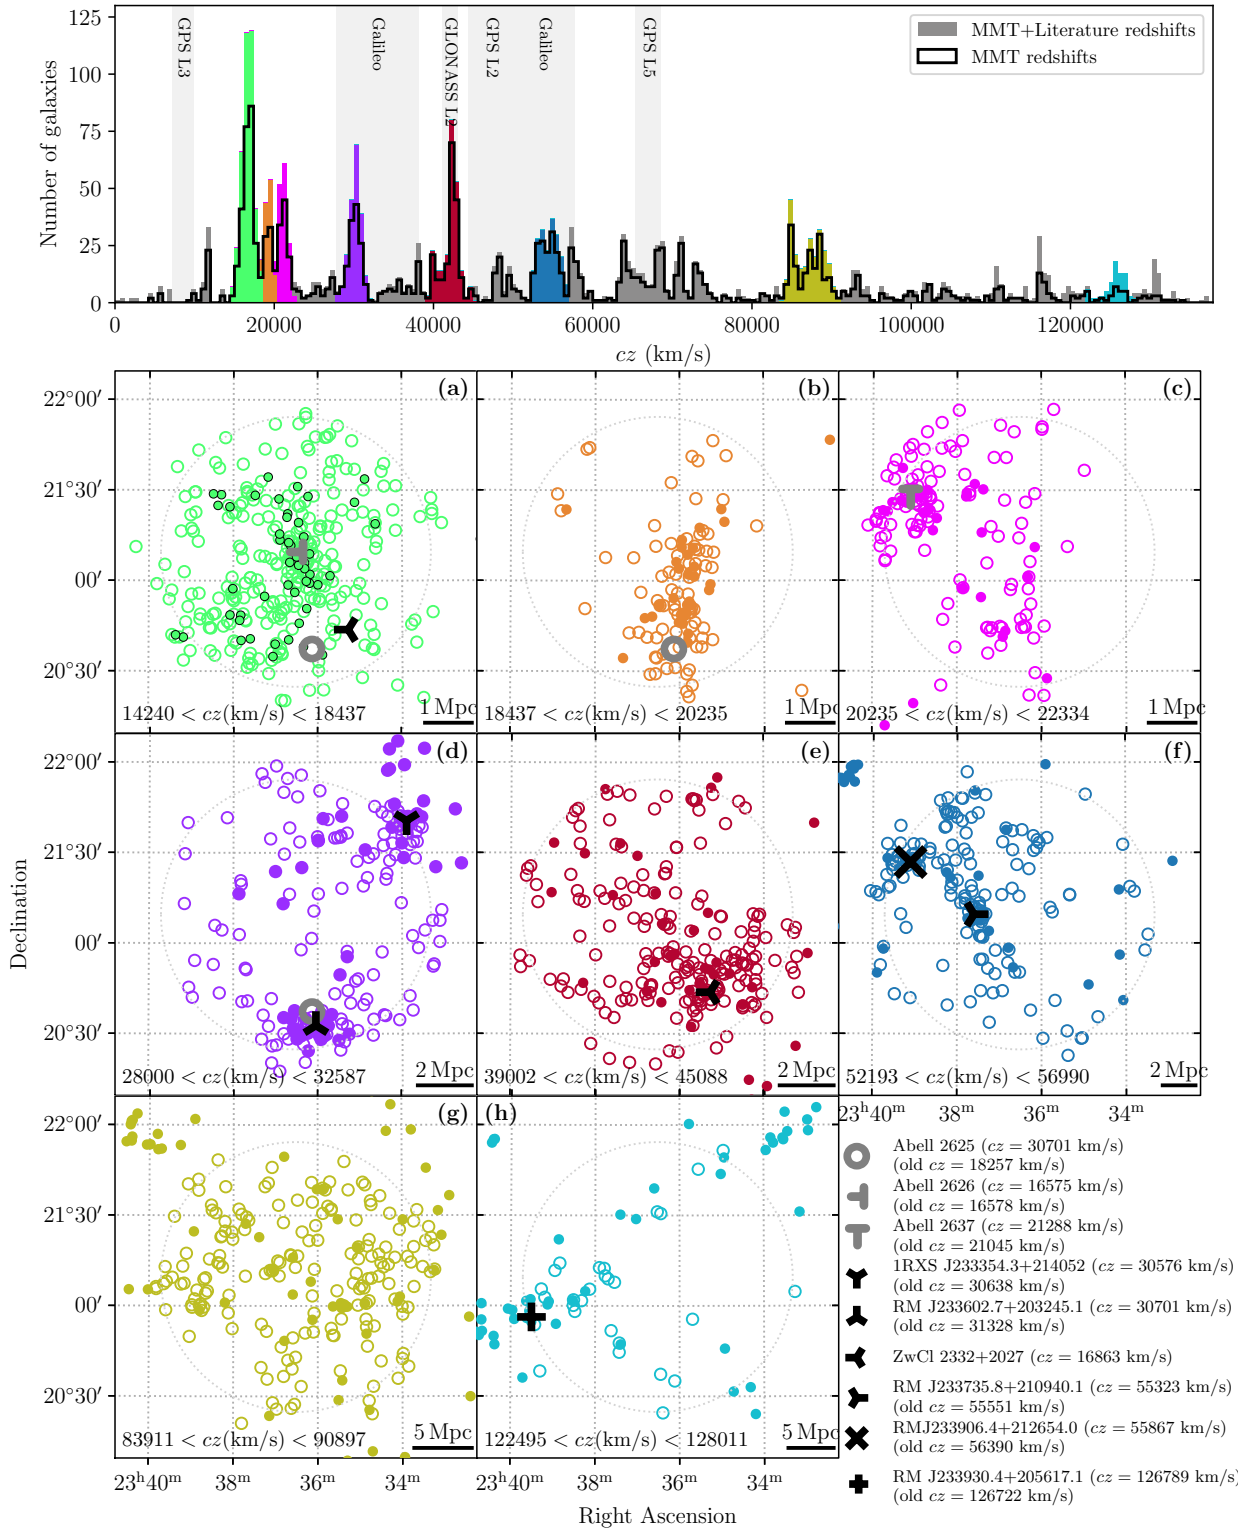 GPS L3
Galileo
GLONASS L2
GPS L2
Galileo
GPS L5
MMT+Literature redshifts
MMT redshifts
Number of galaxies
125
100
75
50
25
0
0
20000
40000
60000
80000
100000
120000
cz (km/s)
(a)
(b)
(c)
22°00′
21°30′
21°00′
20°30′
14240 < cz(km/s) < 18437
1 Mpc
18437 < cz(km/s) < 20235
1 Mpc
20235 < cz(km/s) < 22334
1 Mpc
(d)
(e)
(f)
22°00′
21°30′
21°00′
20°30′
28000 < cz(km/s) < 32587
2 Mpc
39002 < cz(km/s) < 45088
2 Mpc
52193 < cz(km/s) < 56990
2 Mpc
23ʰ40ᵐ
38ᵐ
36ᵐ
34ᵐ
Declination
(g)
(h)
22°00′
21°30′
21°00′
20°30′
83911 < cz(km/s) < 90897
5 Mpc
122495 < cz(km/s) < 128011
5 Mpc
23ʰ40ᵐ
38ᵐ
36ᵐ
34ᵐ
23ʰ40ᵐ
38ᵐ
36ᵐ
34ᵐ
Right Ascension
Abell 2625 (cz = 30701 km/s)
(old cz = 18257 km/s)
Abell 2626 (cz = 16575 km/s)
(old cz = 16578 km/s)
Abell 2637 (cz = 21288 km/s)
(old cz = 21045 km/s)
1RXS J233354.3+214052 (cz = 30576 km/s)
(old cz = 30638 km/s)
RM J233602.7+203245.1 (cz = 30701 km/s)
(old cz = 31328 km/s)
ZwCl 2332+2027 (cz = 16863 km/s)
RM J233735.8+210940.1 (cz = 55323 km/s)
(old cz = 55551 km/s)
RMJ233906.4+212654.0 (cz = 55867 km/s)
(old cz = 56390 km/s)
RM J233930.4+205617.1 (cz = 126789 km/s)
(old cz = 126722 km/s)